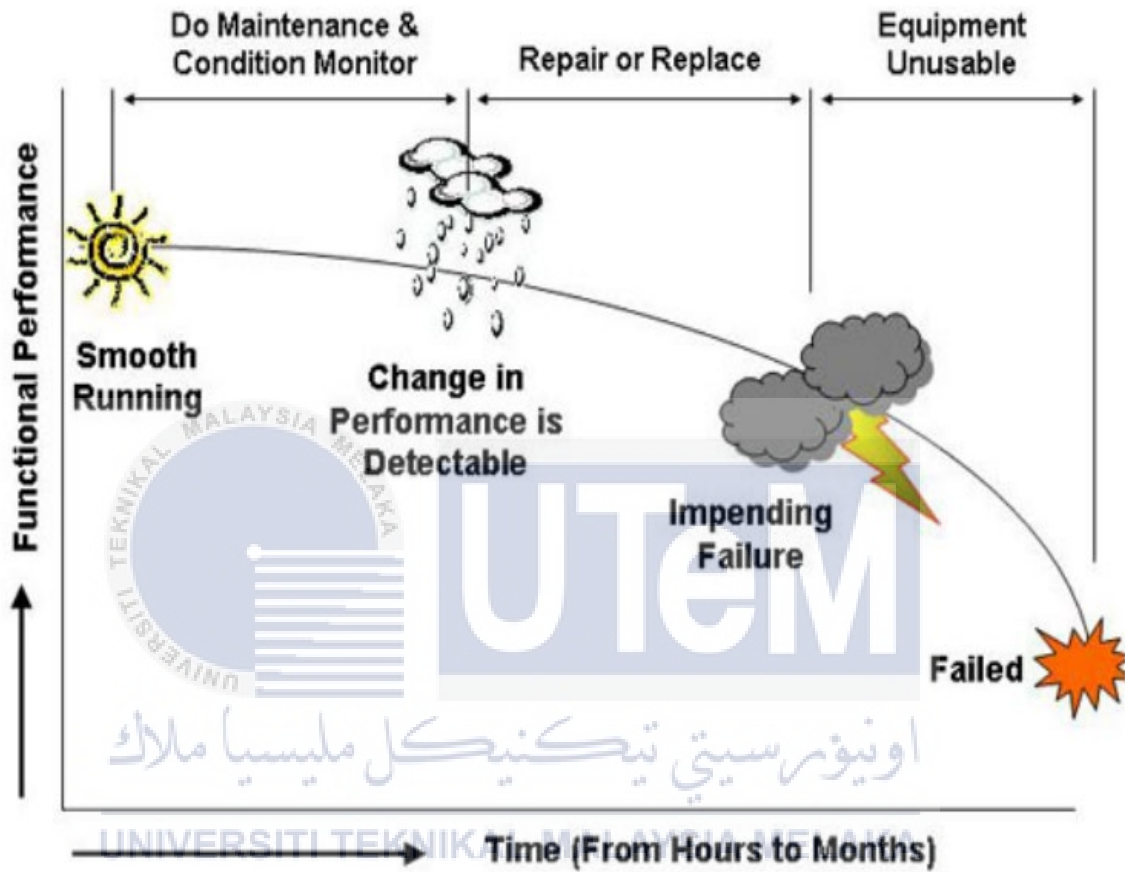 Do Maintenance &
Condition Monitor
Repair or Replace
Equipment
Unusable
Functional Performance
Smooth
Running
Change in
Performance is
Detectable
Impending
Failure
Failed
Time (From Hours to Months)
UNIVERSITI TEKNIKAL MALAYSIA MELAKA
UTeM
اونيۏرسيتي تيكنيكل مليسيا ملاك
UNIVERSITI TEKNIKAL MALAYSIA MELAKA